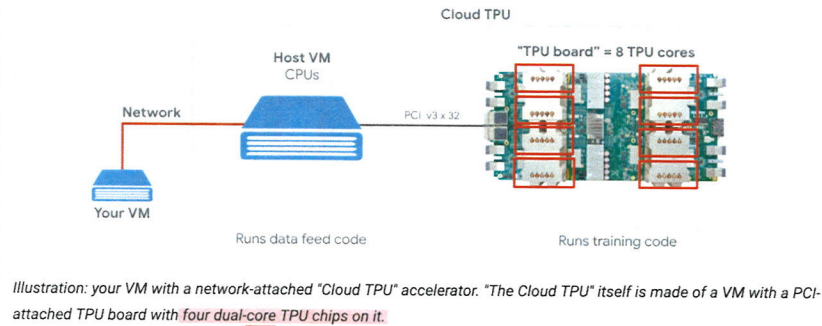 Cloud TPU
"TPU board" = 8 TPU cores
Host VM
CPUs
Network
PCI v3 x 32
Your VM
Runs data feed code
Runs training code
Illustration: your VM with a network-attached "Cloud TPU" accelerator. "The Cloud TPU" itself is made of a VM with a PCI-
attached TPU board with four dual-core TPU chips on it.